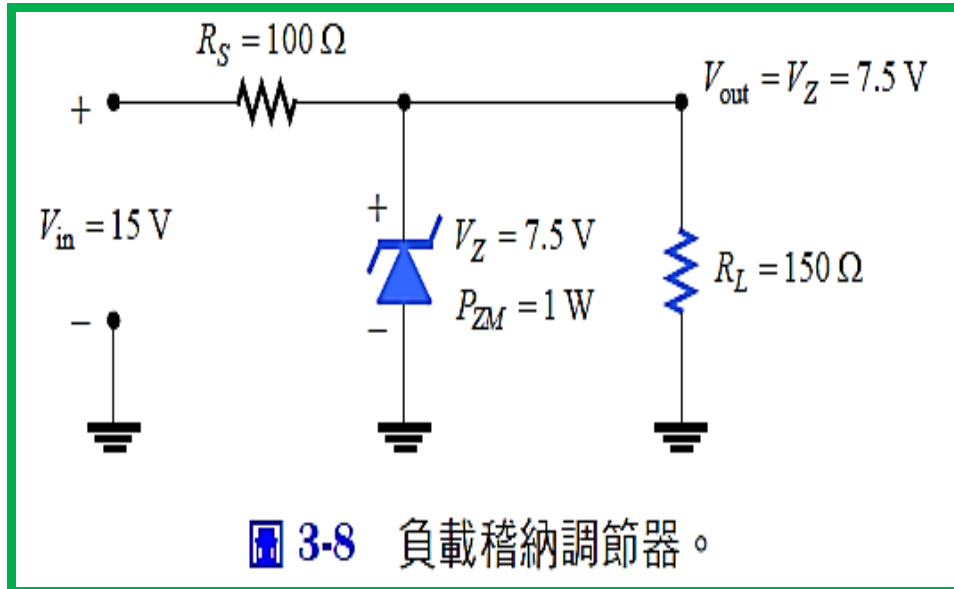 R_S = 100 Ω
V_out = V_Z = 7.5 V
+
+
V_in = 15 V
V_Z = 7.5 V
R_L = 150 Ω
P_ZM = 1 W
−
−
圖 3-8 負載稽納調節器。